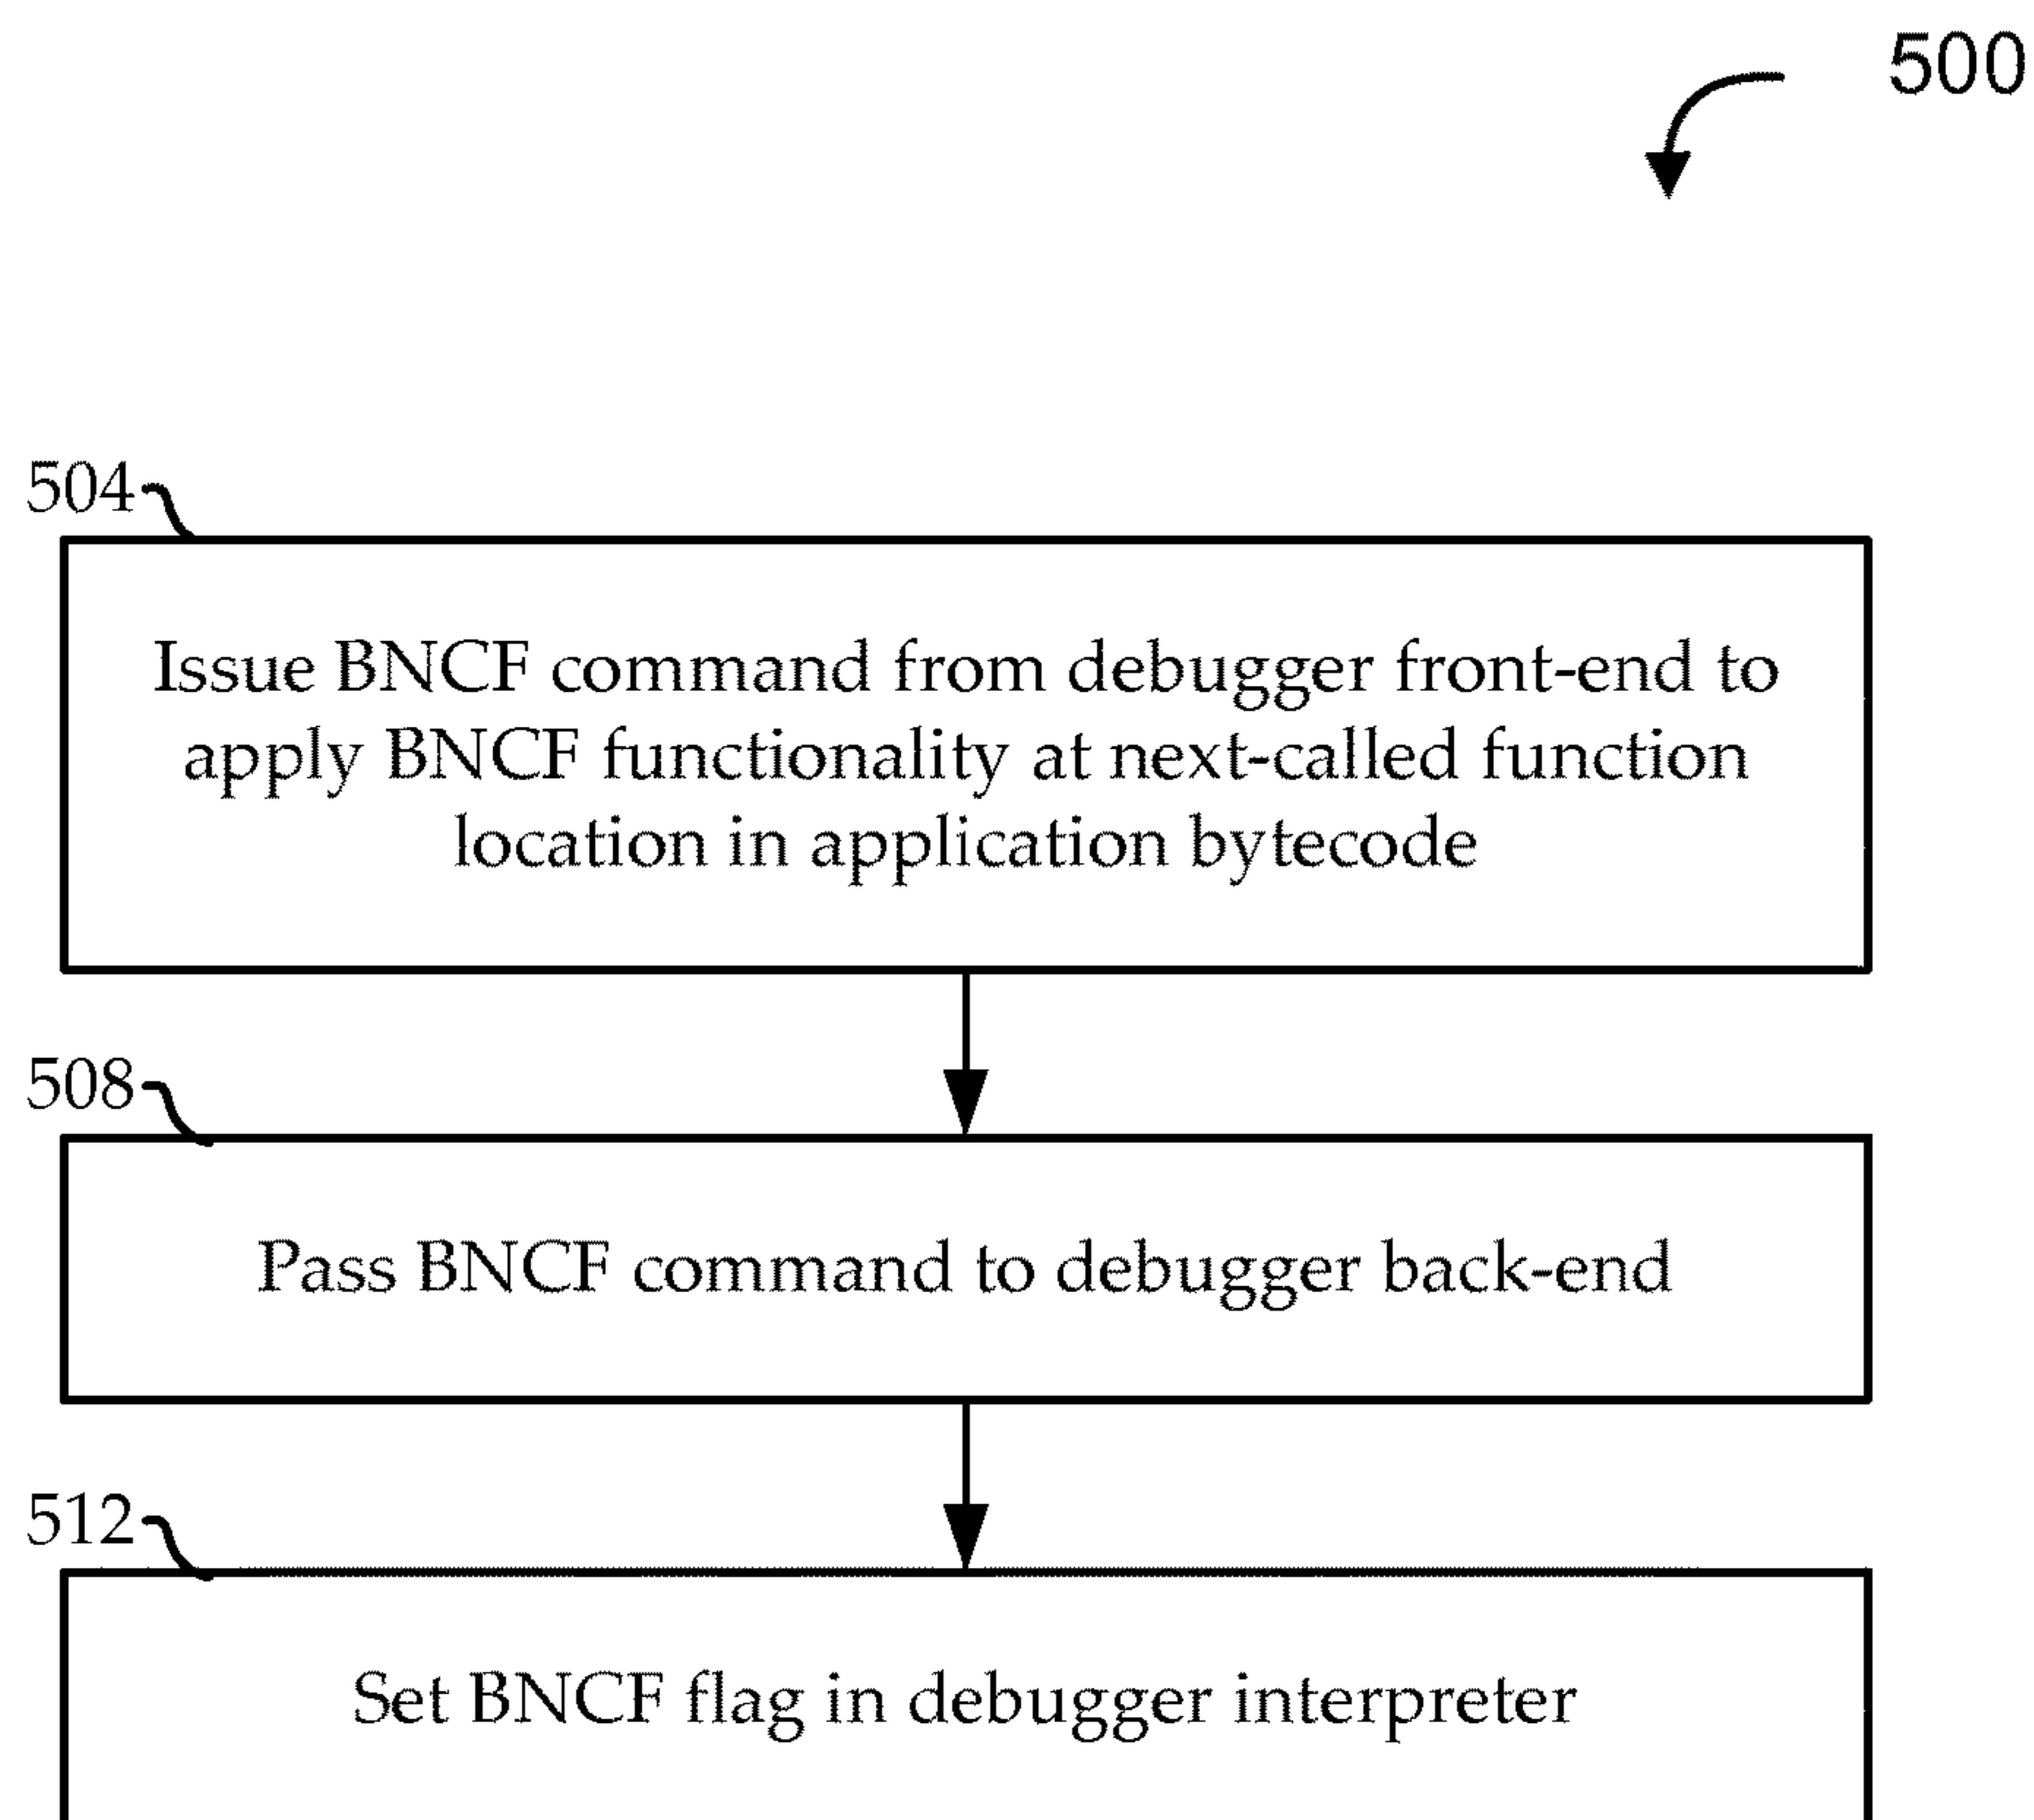 500
504
Issue BNCF command from debugger front-end to
apply BNCF functionality at next-called function
location in application bytecode
508
Pass BNCF command to debugger back-end
512
Set BNCF flag in debugger interpreter